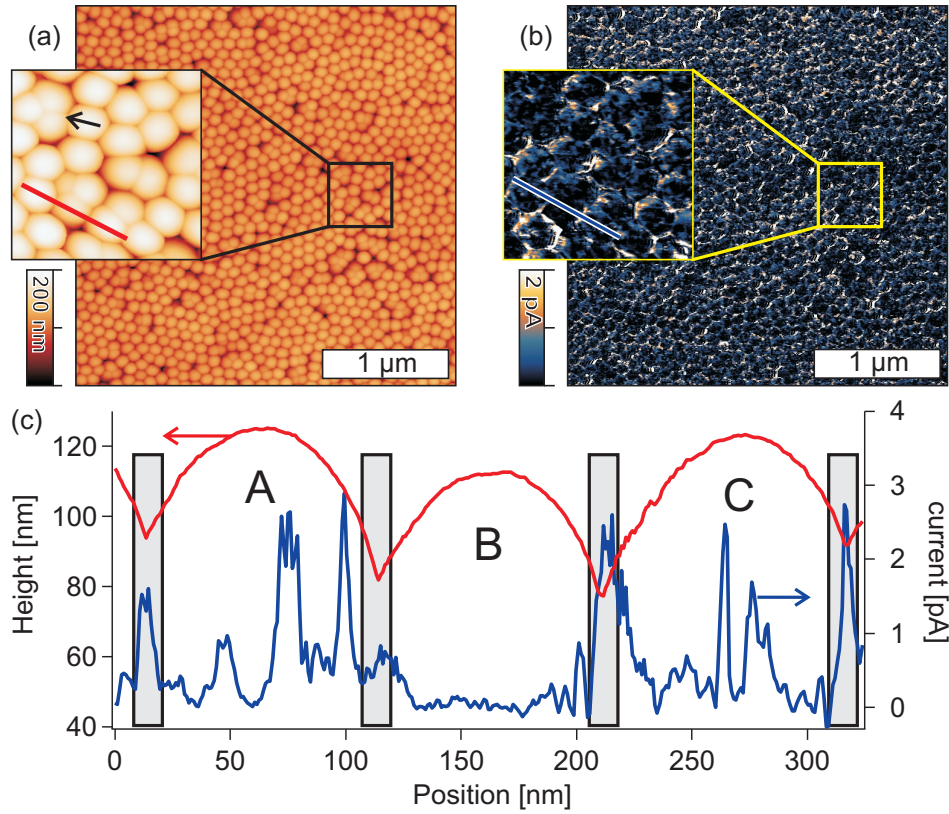 (a)
200 nm
1 µm
(b)
2 pA
1 µm
(c)
Height [nm]
120
100
80
60
40
A
B
C
4
3
2
1
0
current [pA]
0
50
100
150
200
250
300
Position [nm]